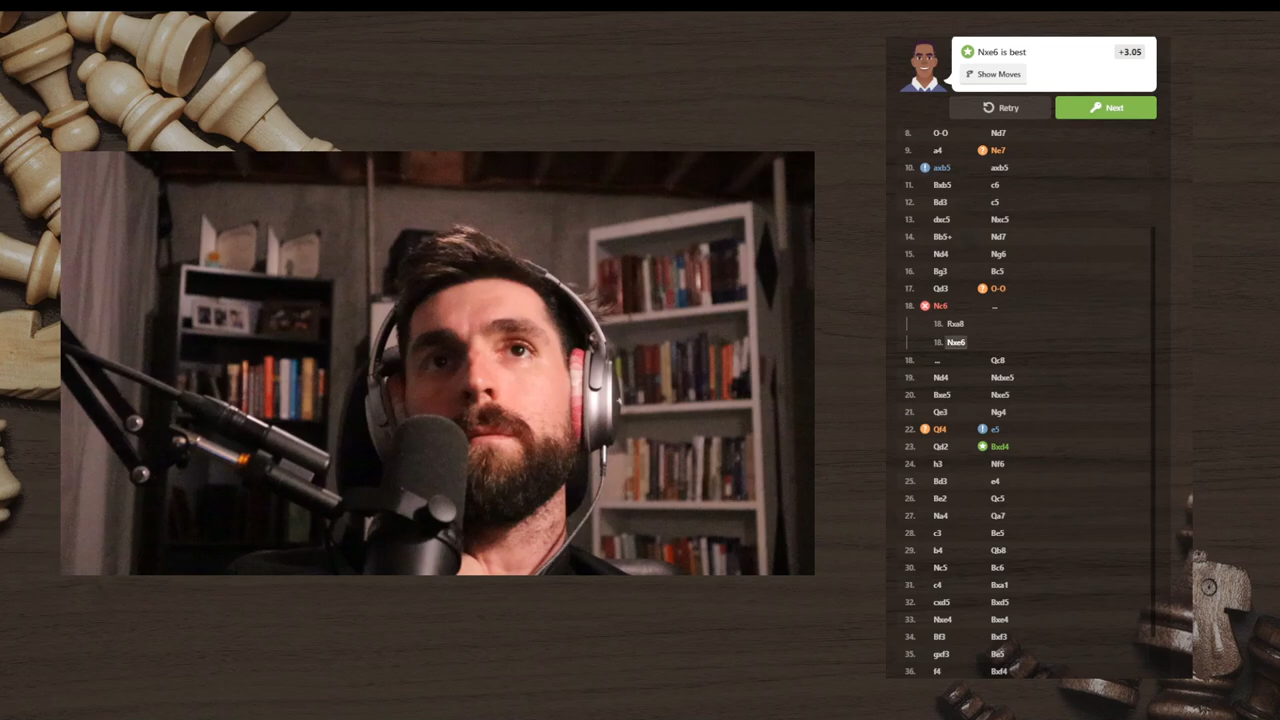 Nxe6 is best +3.05
Show Moves
Retry Next
8. O-O Nd7
9. a4 Ne7
10. axb5 axb5
11. Bxb5 c6
12. Bd3 c5
13. dxc5 Nxc5
14. Bb5+ Nd7
15. Nd4 Ng6
16. Bg3 Bc5
17. Qd3 O-O
18. Nc6 ...
18. Rxa8
18. Nxe6
18. ... Qc8
19. Nd4 Ndxe5
20. Bxe5 Nxe5
21. Qe3 Ng4
22. Qf4 e5
23. Qd2 Bxd4
24. h3 Nf6
25. Bd3 e4
26. Be2 Qc5
27. Na4 Qa7
28. c3 Be5
29. b4 Qb8
30. Nc5 Bc6
31. c4 Bxa1
32. cxd5 Bxd5
33. Nxe4 Bxe4
34. Bf3 Bxf3
35. gxf3 Be5
36. f4 Bxf4